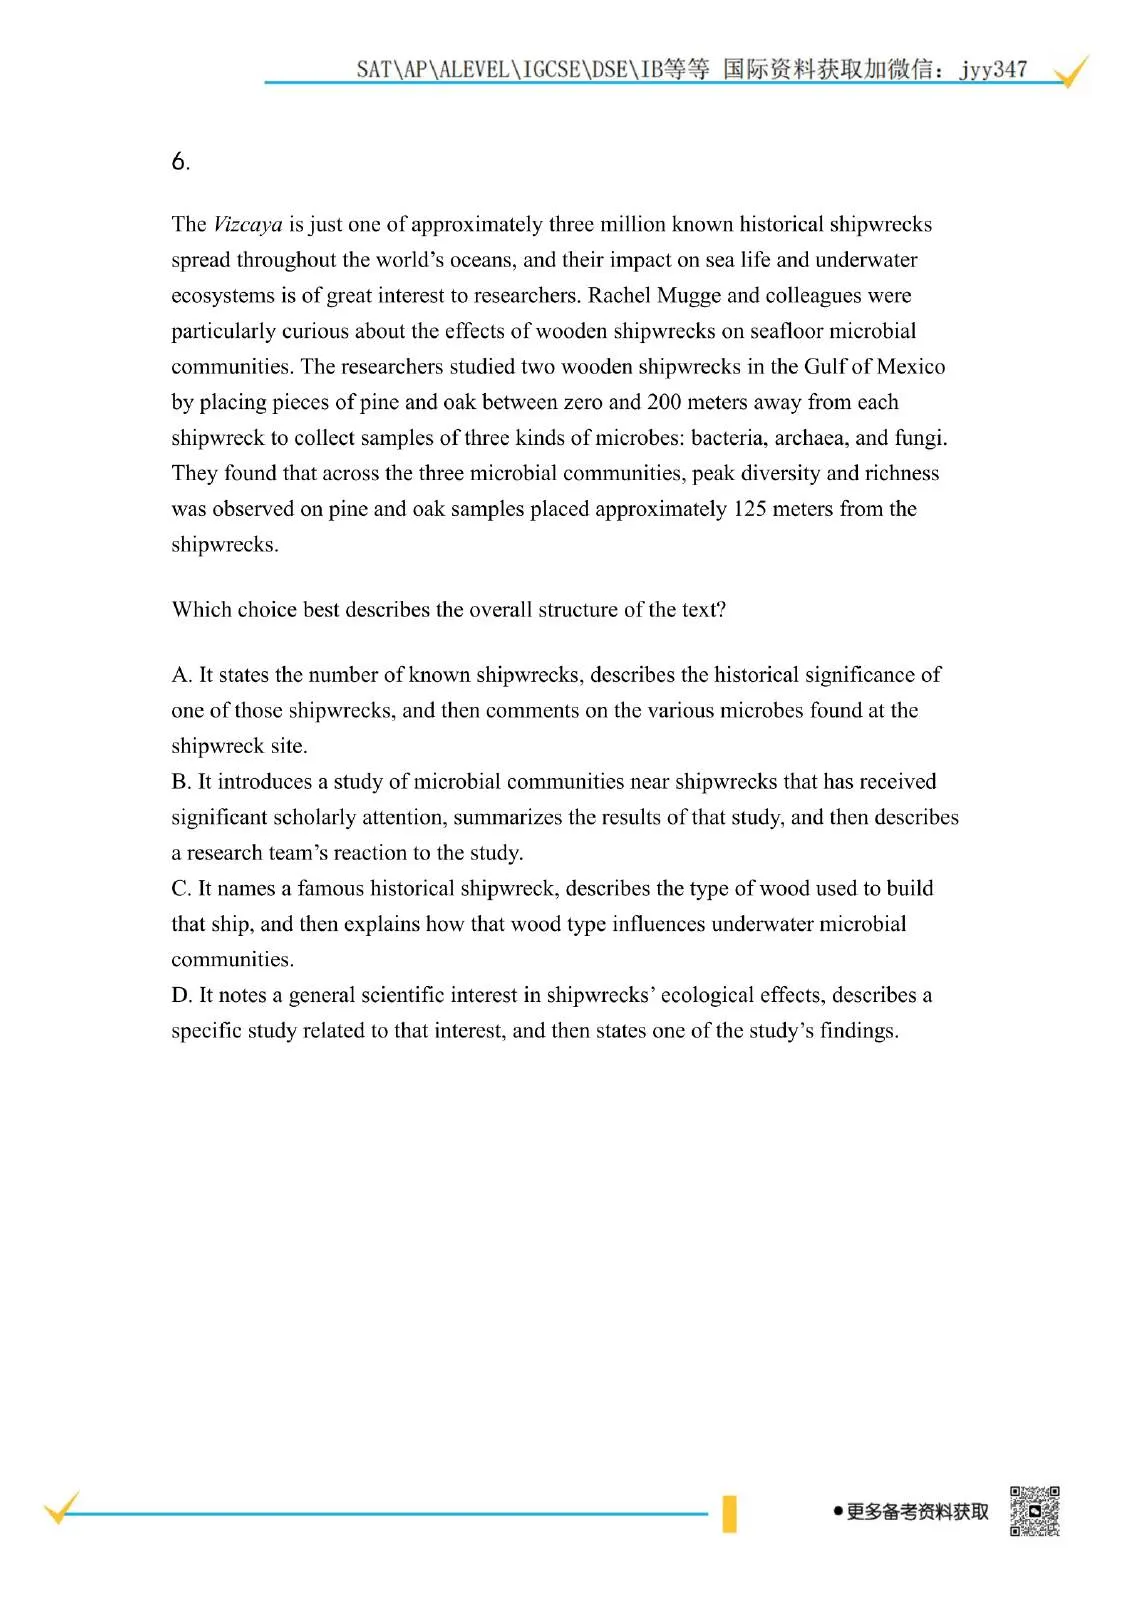 SAT\AP\ALEVEL\IGCSE\DSE\IB等等 国际资料获取加微信：jyy347
6.
The Vizcaya is just one of approximately three million known historical shipwrecks
spread throughout the world’s oceans, and their impact on sea life and underwater
ecosystems is of great interest to researchers. Rachel Mugge and colleagues were
particularly curious about the effects of wooden shipwrecks on seafloor microbial
communities. The researchers studied two wooden shipwrecks in the Gulf of Mexico
by placing pieces of pine and oak between zero and 200 meters away from each
shipwreck to collect samples of three kinds of microbes: bacteria, archaea, and fungi.
They found that across the three microbial communities, peak diversity and richness
was observed on pine and oak samples placed approximately 125 meters from the
shipwrecks.
Which choice best describes the overall structure of the text?
A. It states the number of known shipwrecks, describes the historical significance of
one of those shipwrecks, and then comments on the various microbes found at the
shipwreck site.
B. It introduces a study of microbial communities near shipwrecks that has received
significant scholarly attention, summarizes the results of that study, and then describes
a research team’s reaction to the study.
C. It names a famous historical shipwreck, describes the type of wood used to build
that ship, and then explains how that wood type influences underwater microbial
communities.
D. It notes a general scientific interest in shipwrecks’ ecological effects, describes a
specific study related to that interest, and then states one of the study’s findings.
●更多备考资料获取